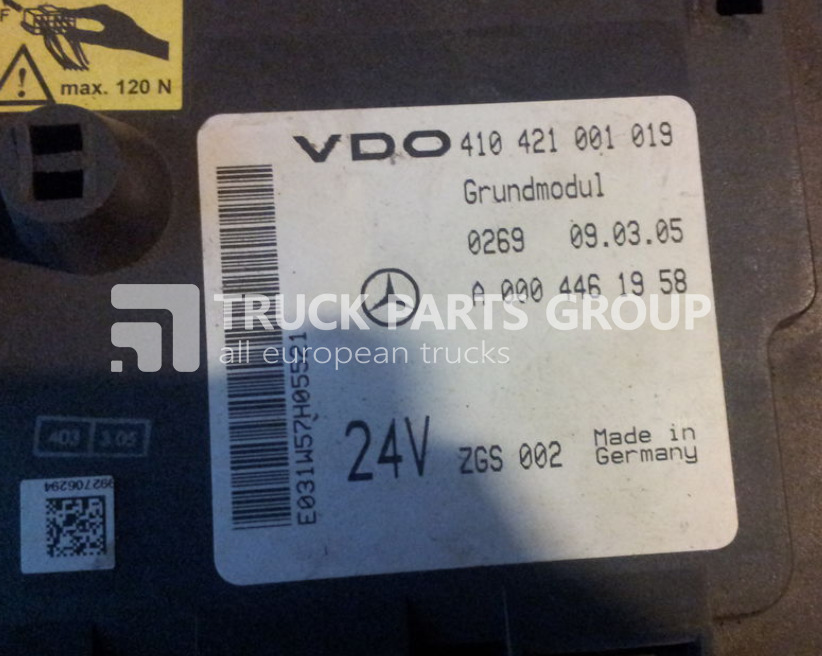 F
max. 120 N
VDO 410 421 001 019
Grundmodul
0269 09.03.05
A 000 446 19 58
TRUCK PARTS GROUP
all european trucks
24V ZGS 002 Made in
Germany
403 3.05
992706294